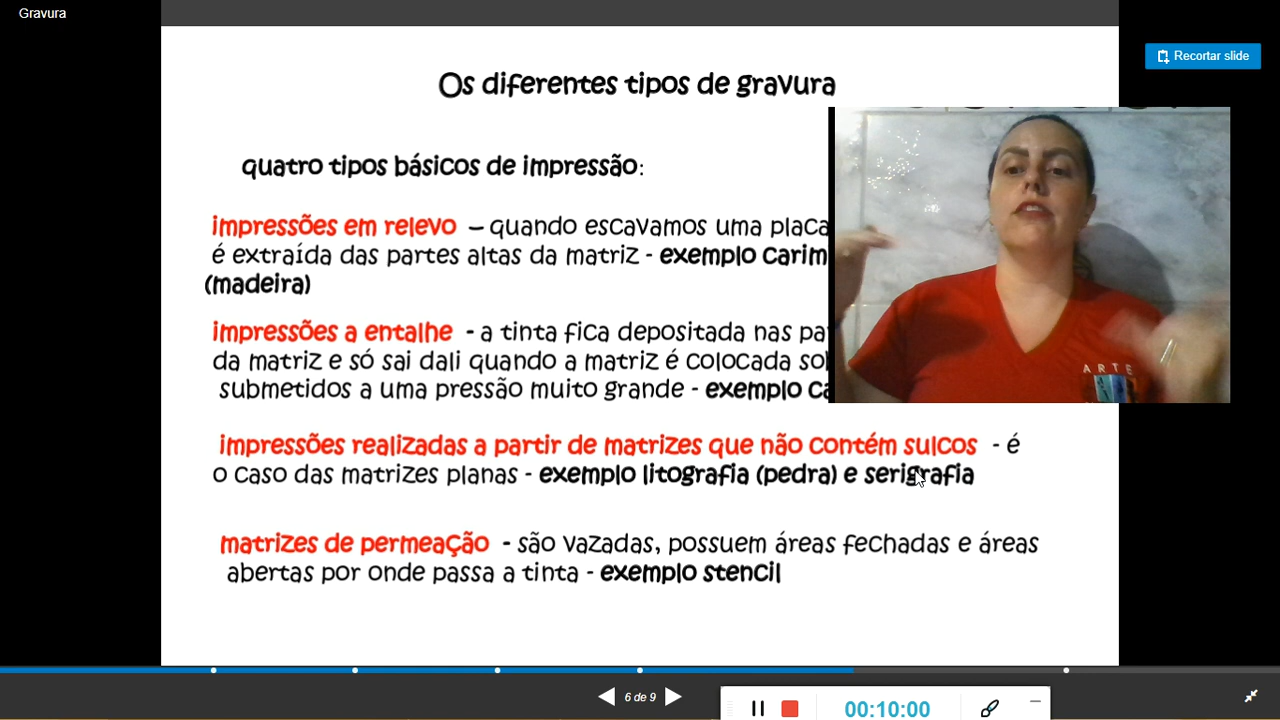 Gravura
Recortar slide
Os diferentes tipos de gravura
quatro tipos básicos de impressão:
impressões em relevo – quando escavamos uma placa
é extraída das partes altas da matriz - exemplo
(madeira)
impressões a entalhe - a tinta fica depositada nas
da matriz e só sai dali quando a matriz é colocada
submetidos a uma pressão muito grande - exemplo
impressões realizadas a partir de matrizes que não contém sulcos - é
o caso das matrizes planas - exemplo litografia (pedra) e serigrafia
matrizes de permeação - são vazadas, possuem áreas fechadas e áreas
abertas por onde passa a tinta - exemplo stencil
ARTE
6 de 9
00:10:00